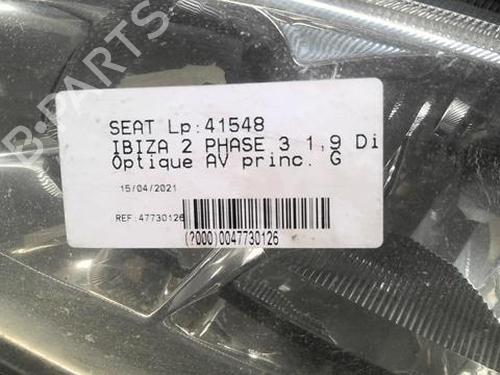 SEAT Lp:41548
IBIZA 2 PHASE 3 1,9 Di
Optique AV princ. G
15/04/2021
REF:47730126
(?000)0047730126
B-PARTS